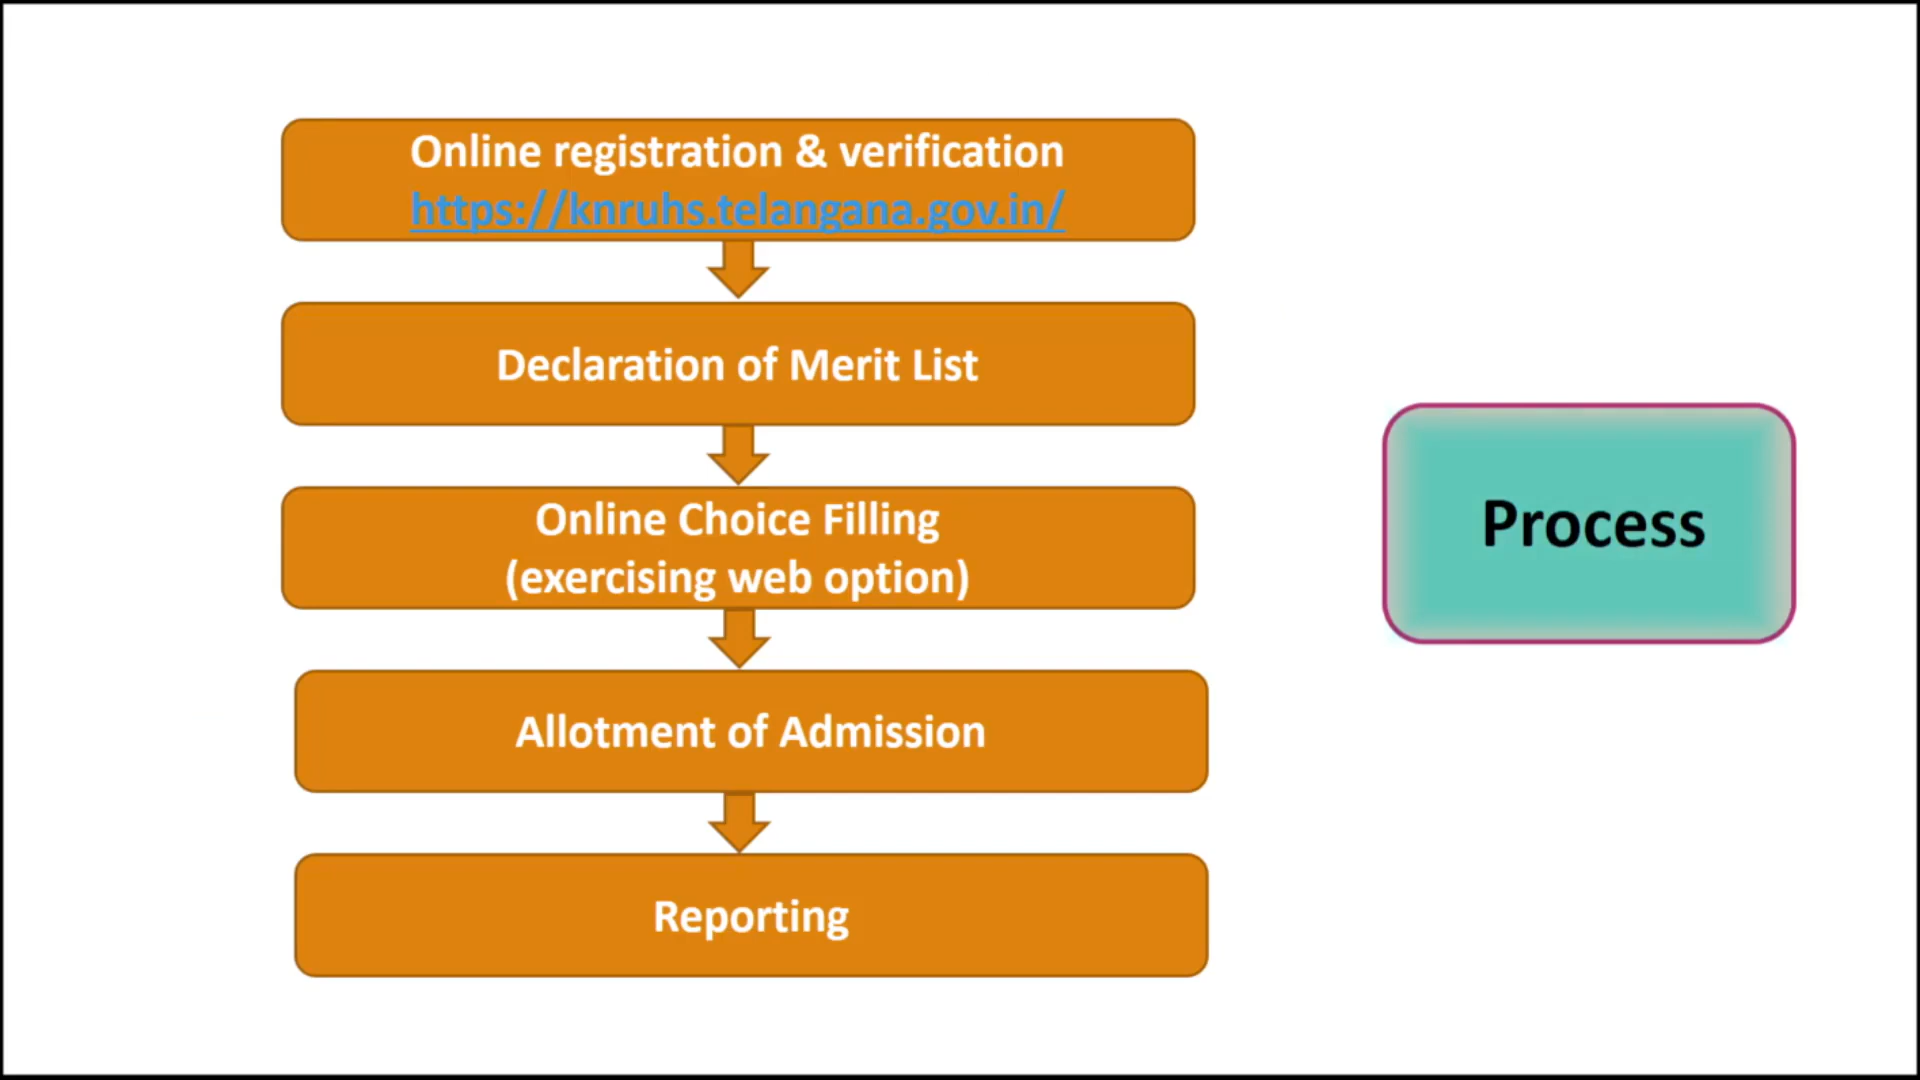 Online registration & verification
https://knruhs.telangana.gov.in/
Declaration of Merit List
Online Choice Filling
(exercising web option)
Allotment of Admission
Reporting
Process